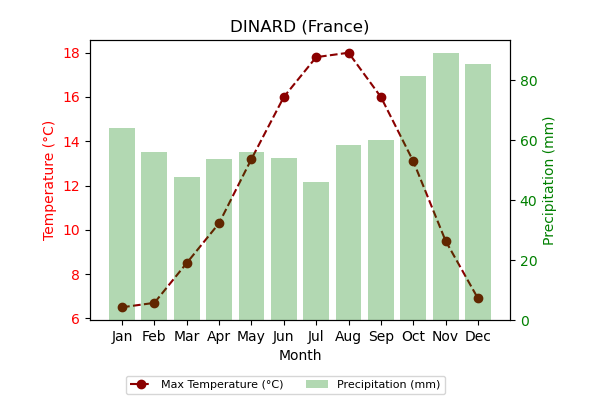 DINARD (France)
18
16
14
12
10
8
6
Temperature (°C)
80
60
40
20
0
Precipitation (mm)
Jan Feb Mar Apr May Jun Jul Aug Sep Oct Nov Dec
Month
Max Temperature (°C) Precipitation (mm)